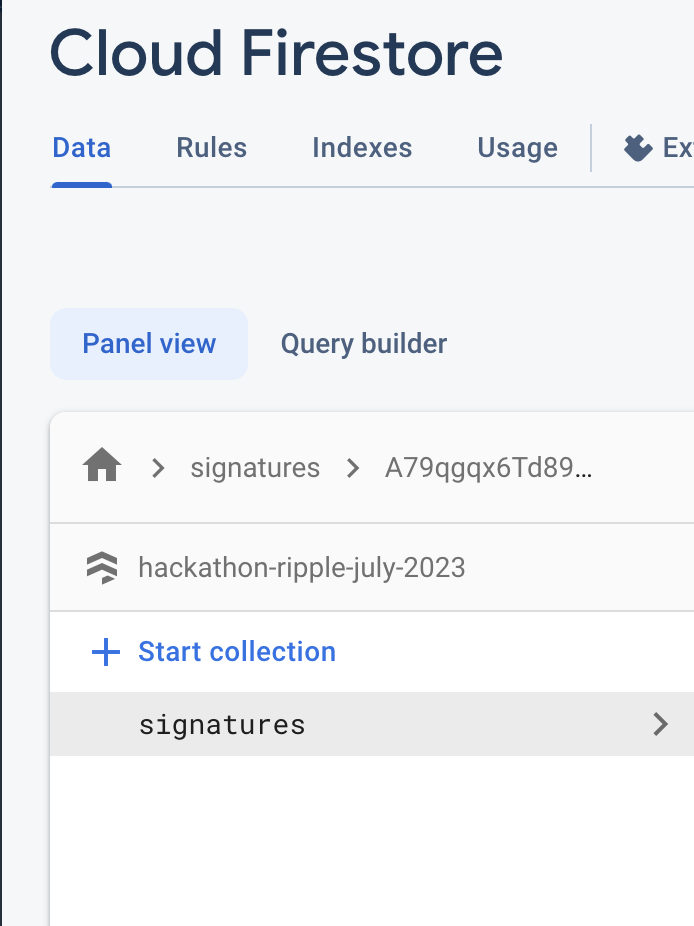 Cloud Firestore
Data Rules Indexes Usage Ex
Panel view Query builder
signatures A79qgqx6Td89...
hackathon-ripple-july-2023
Start collection
signatures